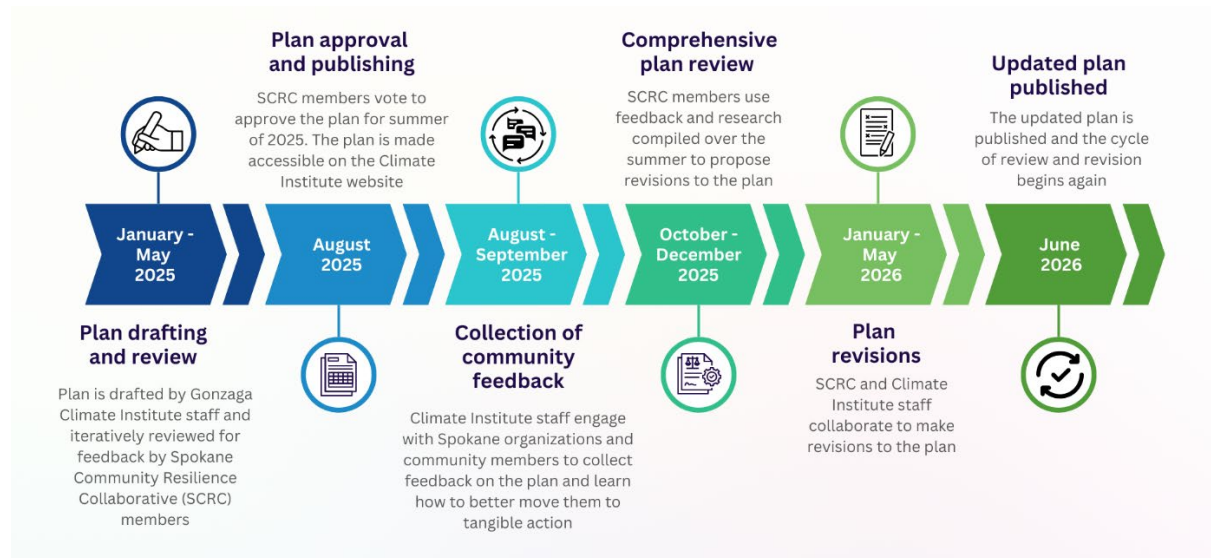 Plan approval
and publishing
SCRC members vote to
approve the plan for summer
of 2025. The plan is made
accessible on the Climate
Institute website
Comprehensive
plan review
SCRC members use
feedback and research
compiled over the
summer to propose
revisions to the plan
Updated plan
published
The updated plan is
published and the cycle
of review and revision
begins again
January -
May
2025
August
2025
August -
September
2025
October -
December
2025
January -
May
2026
June
2026
Plan drafting
and review
Plan is drafted by Gonzaga
Climate Institute staff and
iteratively reviewed for
feedback by Spokane
Community Resilience
Collaborative (SCRC)
members
Collection of
community
feedback
Climate Institute staff engage
with Spokane organizations and
community members to collect
feedback on the plan and learn
how to better move them to
tangible action
Plan
revisions
SCRC and Climate
Institute staff
collaborate to make
revisions to the plan